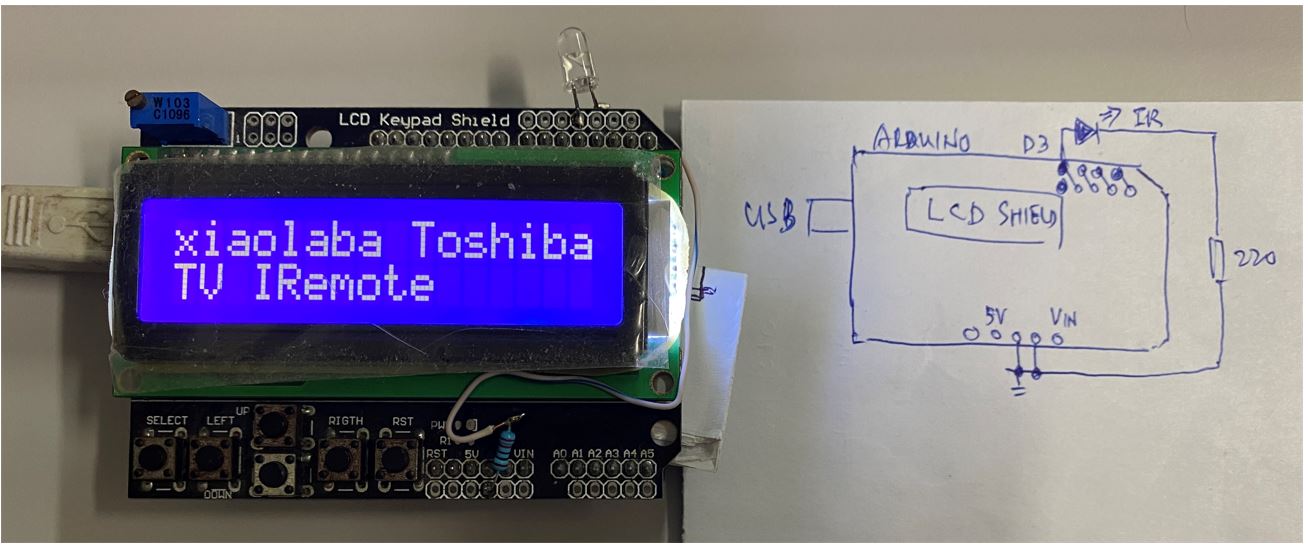 W103
C1096
LCD Keypad Shield
xiaolaba Toshiba
TV IRemote
SELECT LEFT UP RIGTH RST
DOWN
RST 5V VIN A0 A1 A2 A3 A4 A5
ARDUINO D3 IR
USB LCD SHIELD
220
5V VIN